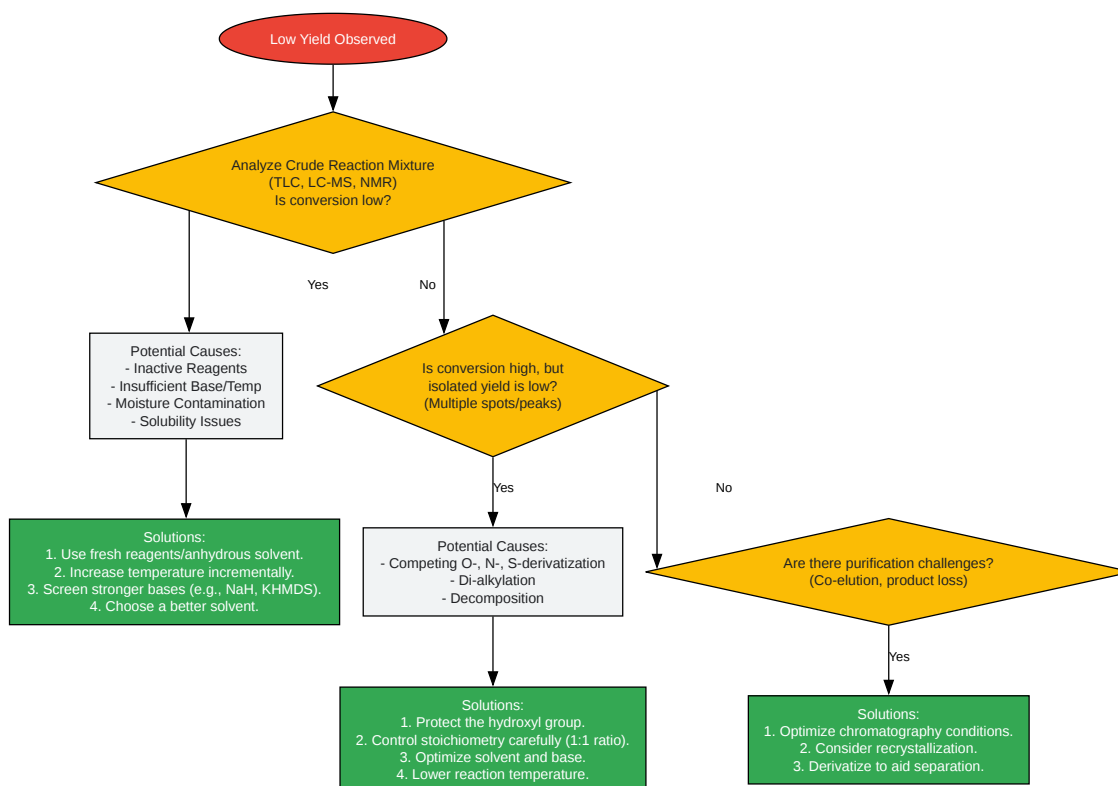 Low Yield Observed
Analyze Crude Reaction Mixture
(TLC, LC-MS, NMR)
Is conversion low?
Yes
No
Potential Causes:
- Inactive Reagents
- Insufficient Base/Temp
- Moisture Contamination
- Solubility Issues
Is conversion high, but
isolated yield is low?
(Multiple spots/peaks)
Yes
No
Solutions:
1. Use fresh reagents/anhydrous solvent.
2. Increase temperature incrementally.
3. Screen stronger bases (e.g., NaH, KHMDS).
4. Choose a better solvent.
Potential Causes:
- Competing O-, N-, S-derivatization
- Di-alkylation
- Decomposition
Are there purification challenges?
(Co-elution, product loss)
Yes
Solutions:
1. Protect the hydroxyl group.
2. Control stoichiometry carefully (1:1 ratio).
3. Optimize solvent and base.
4. Lower reaction temperature.
Solutions:
1. Optimize chromatography conditions.
2. Consider recrystallization.
3. Derivatize to aid separation.